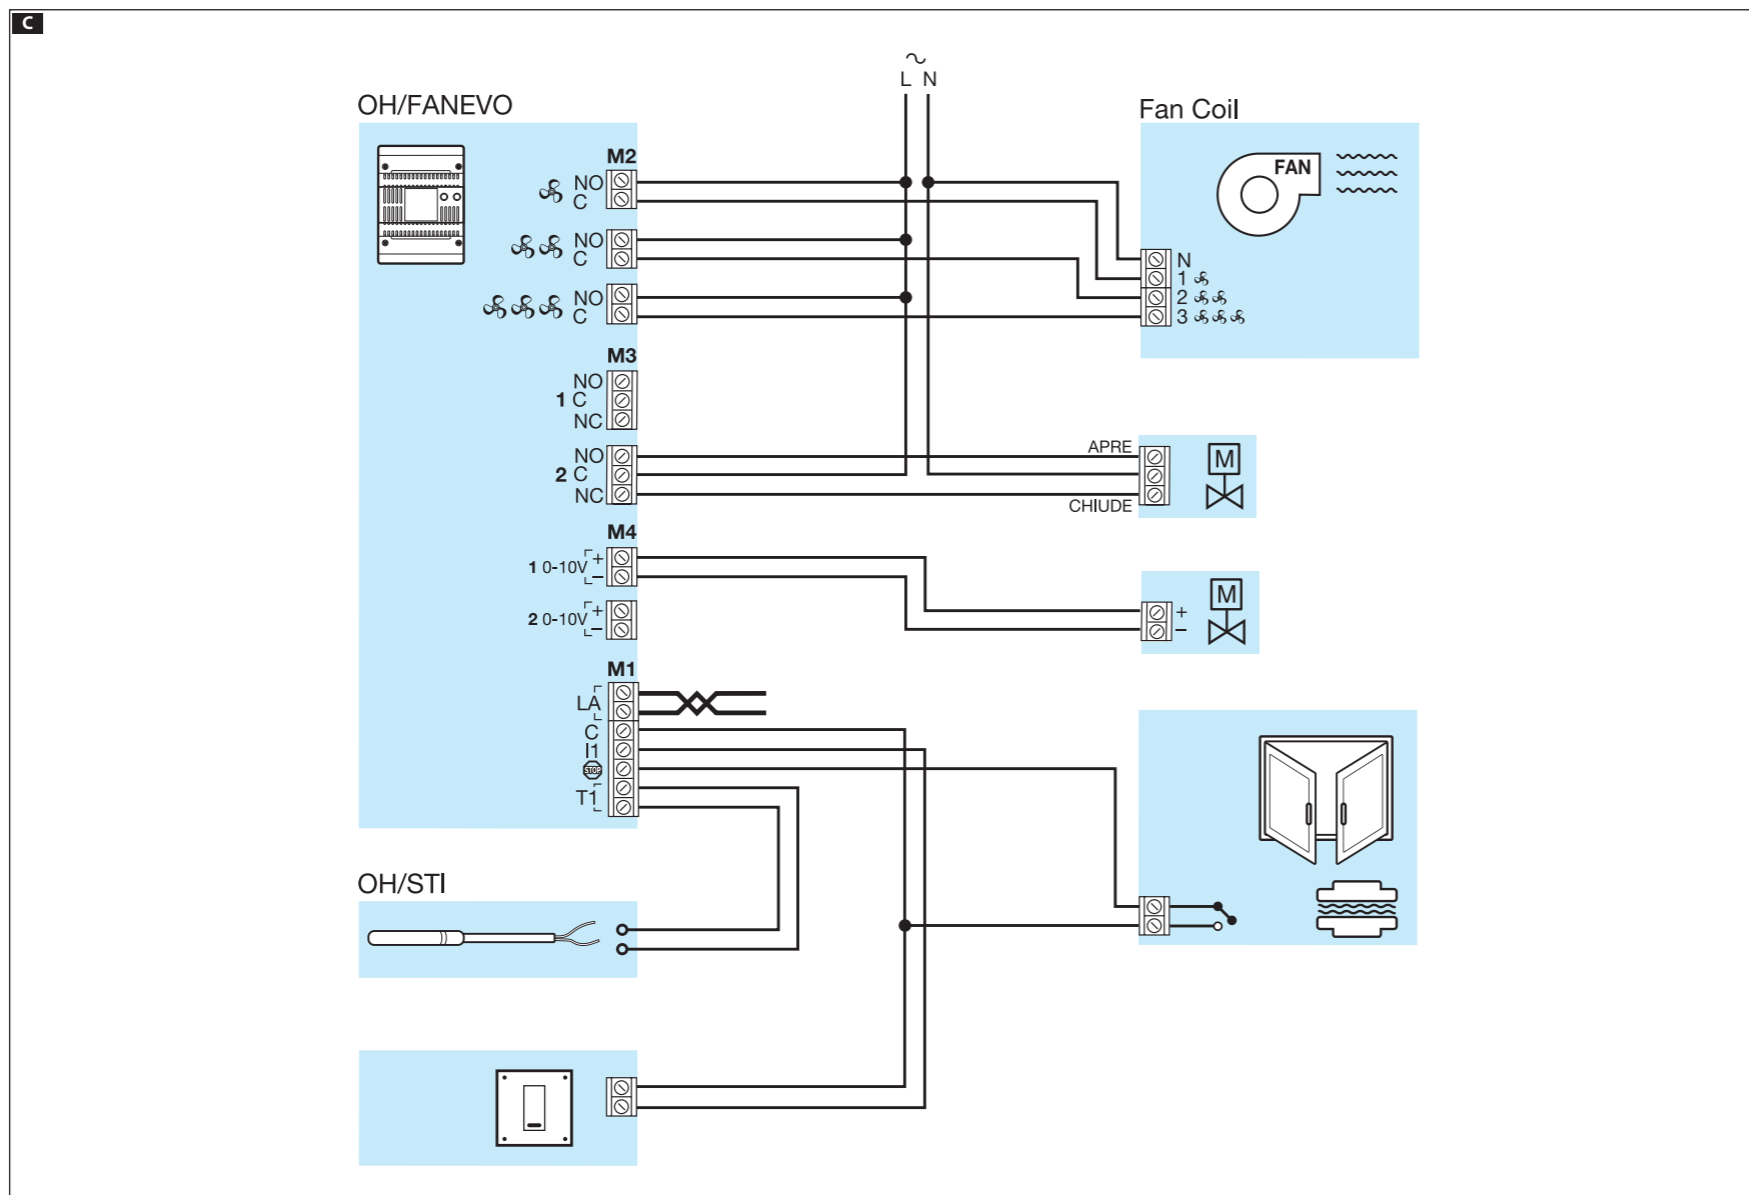 C
L N
OH/FANEVO
Fan Coil
M2
NO
C
NO
C
NO
C
FAN
N
1
2
3
M3
NO
1 C
NC
NO
2 C
NC
APRE
CHIUDE
M
M4
1 0-10V +
−
2 0-10V +
−
M
+
−
M1
LA
C
I1
STOP
T1
OH/STI